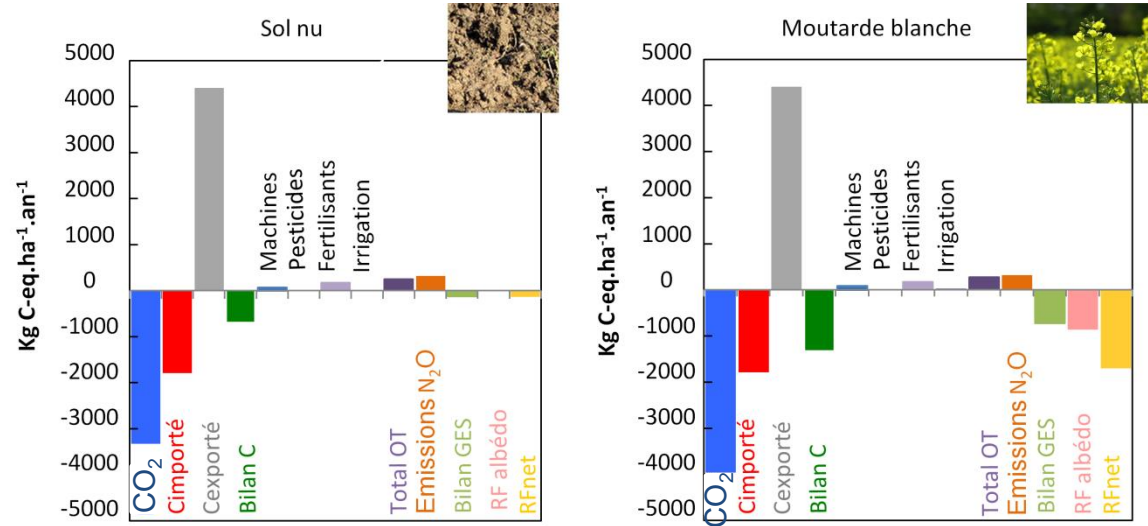 Sol nu
Kg C-eq.ha⁻¹.an⁻¹
5000
4000
3000
2000
1000
0
-1000
-2000
-3000
-4000
-5000
Machines
Pesticides
Fertilisants
Irrigation
CO₂
Cimporté
Cexporté
Bilan C
Total OT
Emissions N₂O
Bilan GES
RF albédo
RFnet
Moutarde blanche
Kg C-eq.ha⁻¹.an⁻¹
5000
4000
3000
2000
1000
0
-1000
-2000
-3000
-4000
-5000
Machines
Pesticides
Fertilisants
Irrigation
CO₂
Cimporté
Cexporté
Bilan C
Total OT
Emissions N₂O
Bilan GES
RF albédo
RFnet